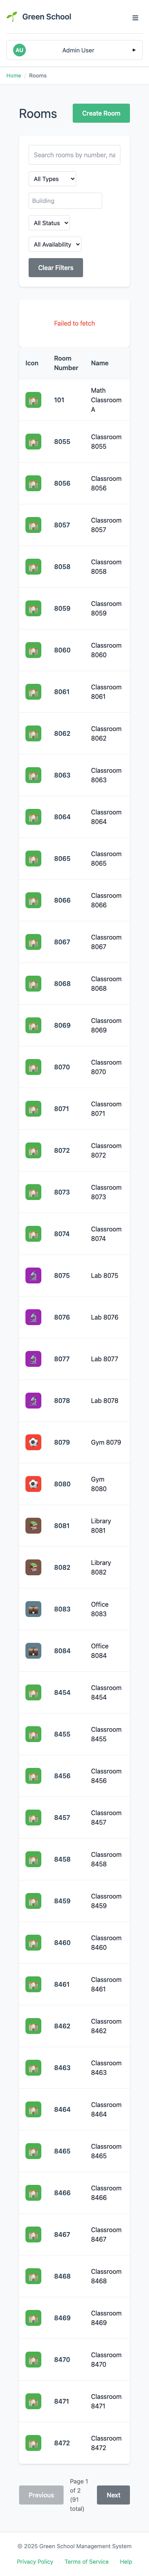 Green School
AU Admin User
Home / Rooms
Rooms
Create Room
Search rooms by number, na
All Types
Building
All Status
All Availability
Clear Filters
Failed to fetch
Icon Room Number Name
101 Math Classroom A
8055 Classroom 8055
8056 Classroom 8056
8057 Classroom 8057
8058 Classroom 8058
8059 Classroom 8059
8060 Classroom 8060
8061 Classroom 8061
8062 Classroom 8062
8063 Classroom 8063
8064 Classroom 8064
8065 Classroom 8065
8066 Classroom 8066
8067 Classroom 8067
8068 Classroom 8068
8069 Classroom 8069
8070 Classroom 8070
8071 Classroom 8071
8072 Classroom 8072
8073 Classroom 8073
8074 Classroom 8074
8075 Lab 8075
8076 Lab 8076
8077 Lab 8077
8078 Lab 8078
8079 Gym 8079
8080 Gym 8080
8081 Library 8081
8082 Library 8082
8083 Office 8083
8084 Office 8084
8454 Classroom 8454
8455 Classroom 8455
8456 Classroom 8456
8457 Classroom 8457
8458 Classroom 8458
8459 Classroom 8459
8460 Classroom 8460
8461 Classroom 8461
8462 Classroom 8462
8463 Classroom 8463
8464 Classroom 8464
8465 Classroom 8465
8466 Classroom 8466
8467 Classroom 8467
8468 Classroom 8468
8469 Classroom 8469
8470 Classroom 8470
8471 Classroom 8471
8472 Classroom 8472
Previous
Page 1 of 2 (91 total)
Next
© 2025 Green School Management System
Privacy Policy Terms of Service Help